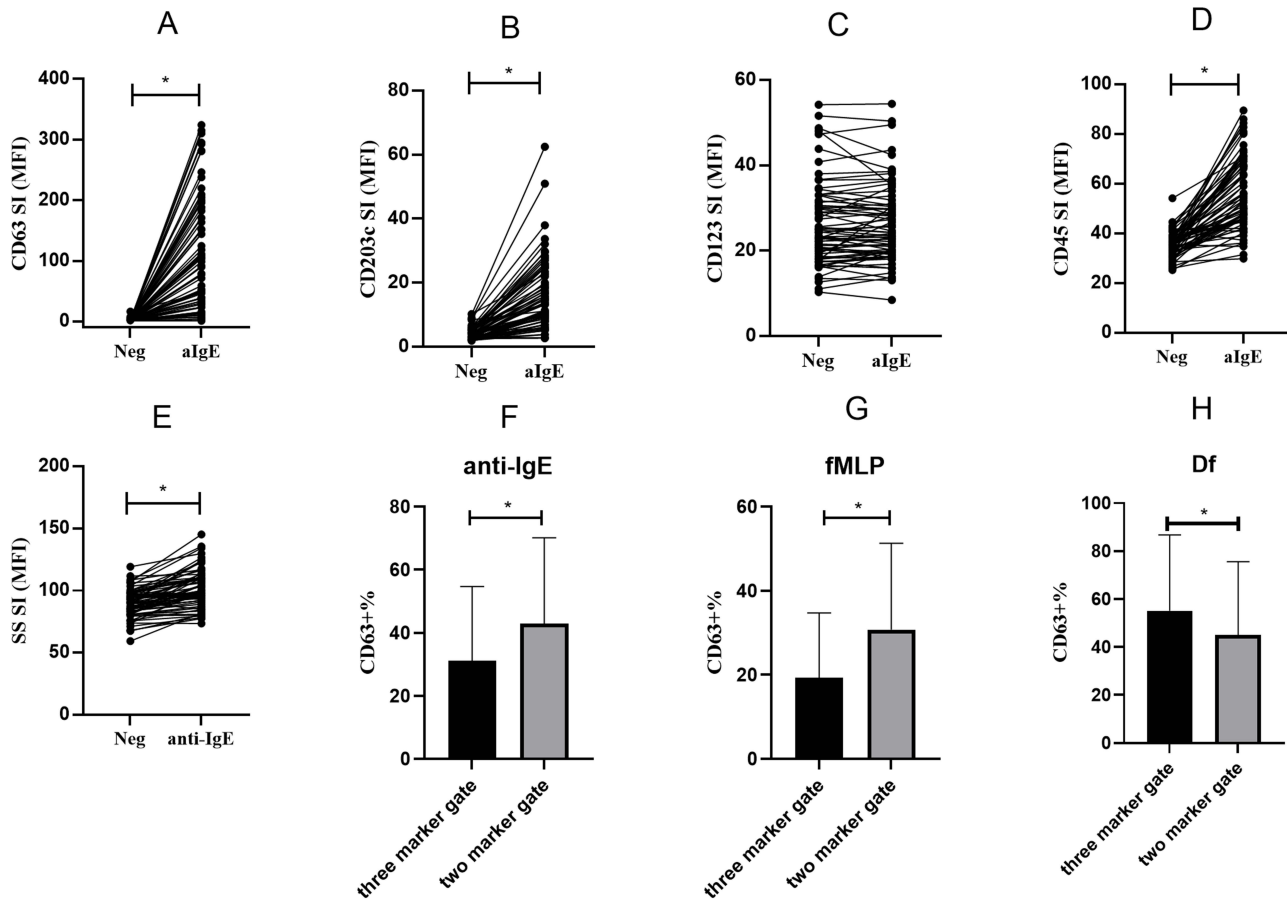 A
CD63 SI (MFI)
400
300
200
100
0
*
Neg
aIgE
B
CD203c SI (MFI)
80
60
40
20
0
*
Neg
aIgE
C
CD123 SI (MFI)
60
40
20
0
Neg
aIgE
D
CD45 SI (MFI)
100
80
60
40
20
0
*
Neg
aIgE
E
SS SI (MFI)
200
150
100
50
0
*
Neg
anti-IgE
F
anti-IgE
CD63+%
80
60
40
20
0
*
three marker gate
two marker gate
G
fMLP
CD63+%
60
40
20
0
*
three marker gate
two marker gate
H
Df
CD63+%
100
80
60
40
20
0
*
three marker gate
two marker gate